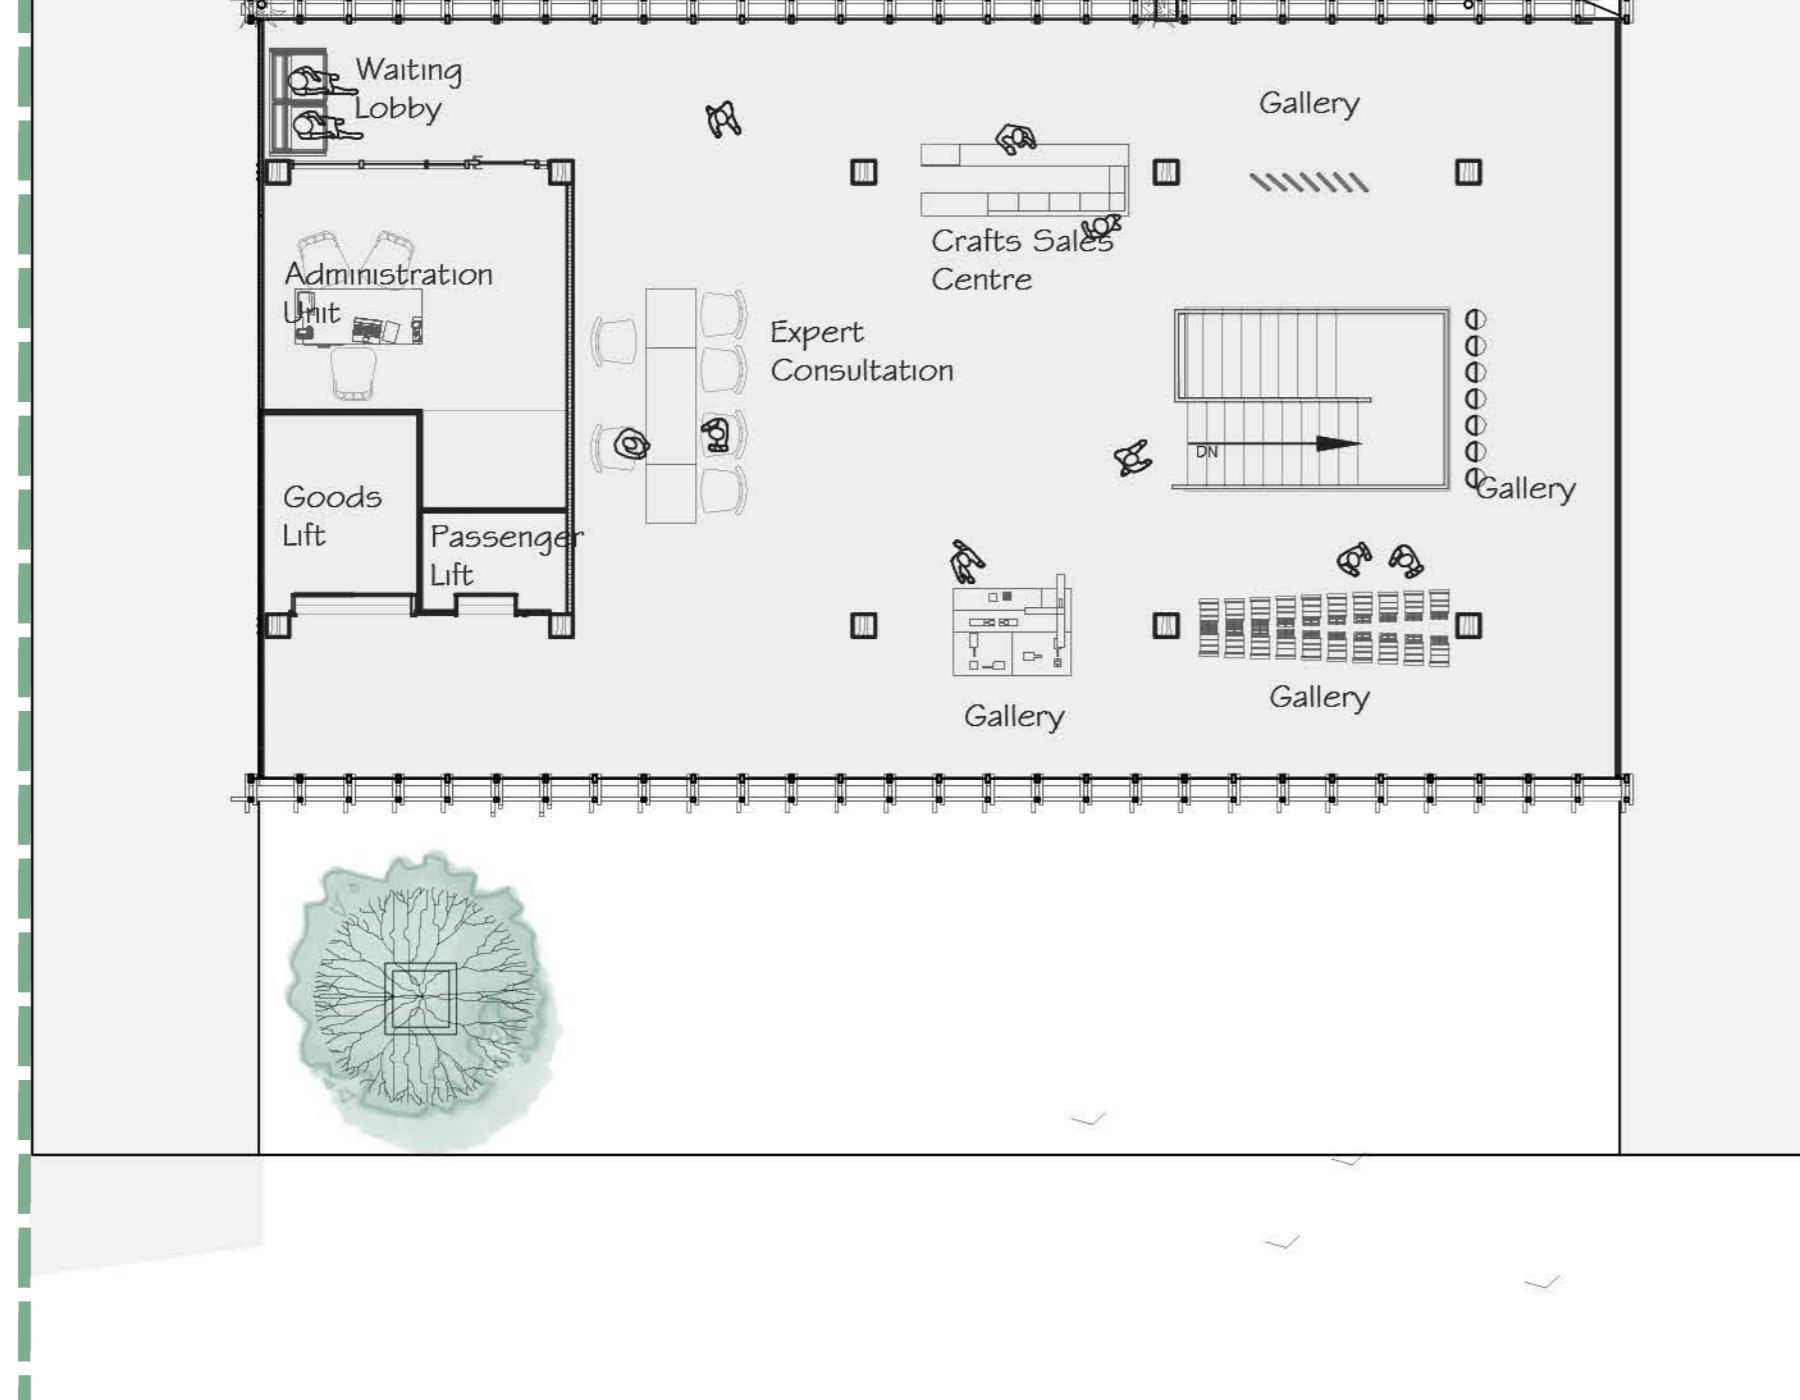 Waiting
Lobby
Gallery
Crafts Sales
Centre
Administration
Unit
Expert
Consultation
DN
Gallery
Goods
Lift
Passenger
Lift
Gallery
Gallery